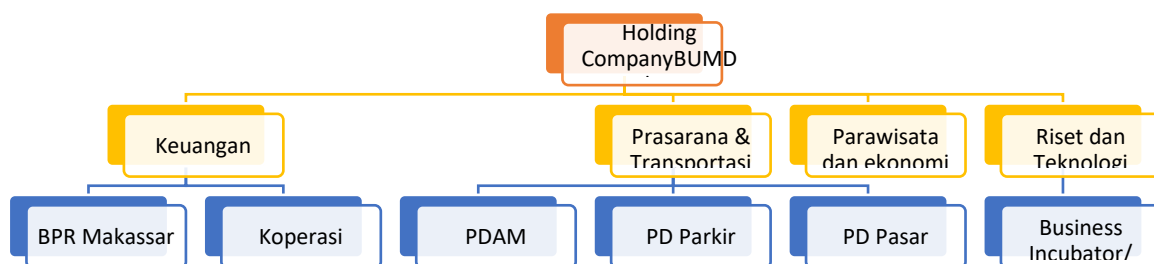 Holding
CompanyBUMD
Keuangan
Prasarana &
Transportasi
Parawisata
dan ekonomi
Riset dan
Teknologi
BPR Makassar
Koperasi
PDAM
PD Parkir
PD Pasar
Business
Incubator/